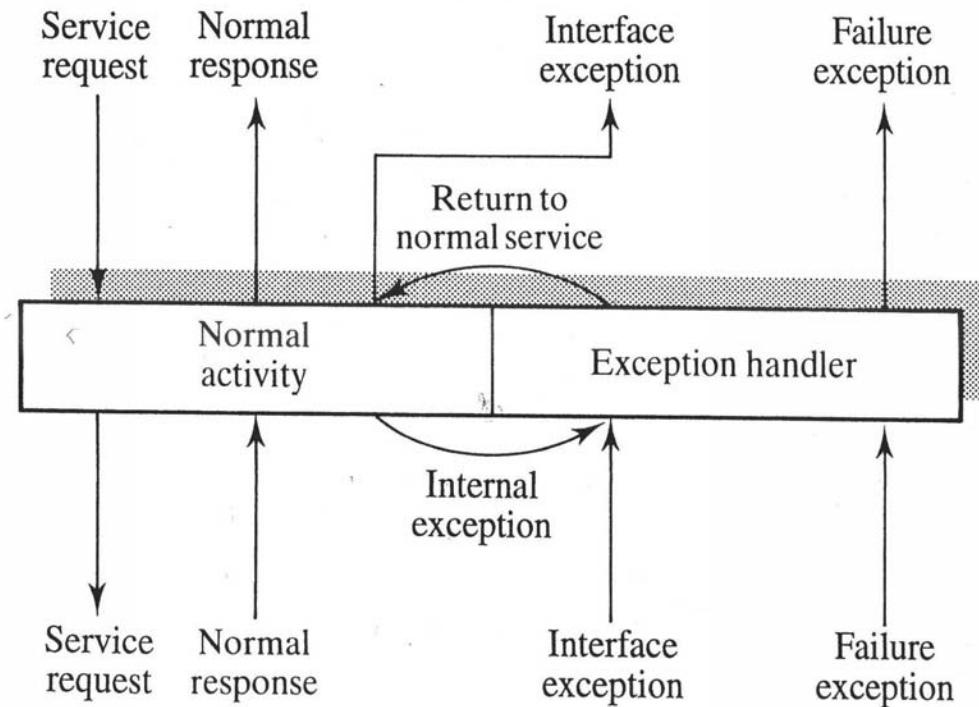 Service request
Normal response
Interface exception
Failure exception
Return to normal service
Normal activity
Exception handler
Internal exception
Service request
Normal response
Interface exception
Failure exception